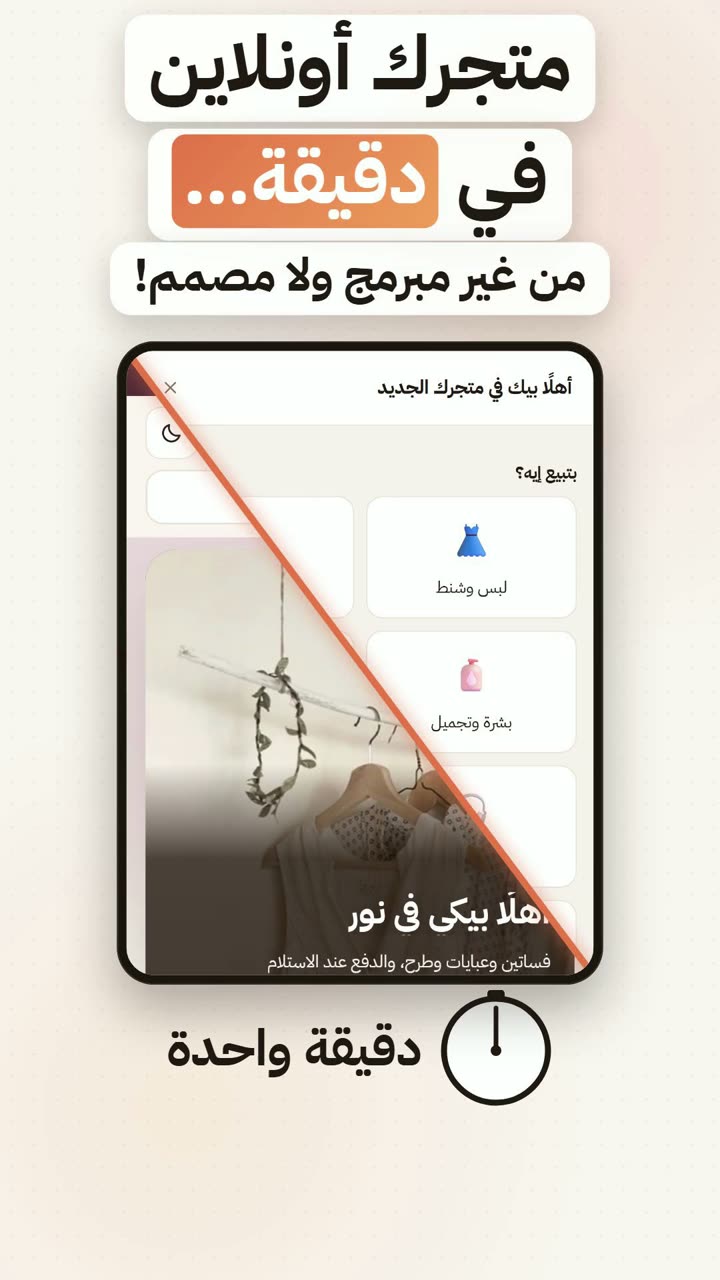 متجرك أونلاين
في دقيقة...
من غير مبرمج ولا مصمم!
أهلًا بيك في متجرك الجديد
بتبيع إيه؟
لبس وشنط
بشرة وتجميل
أهلًا بيكي في نور
فساتين وعبايات وطرح، والدفع عند الاستلام
دقيقة واحدة